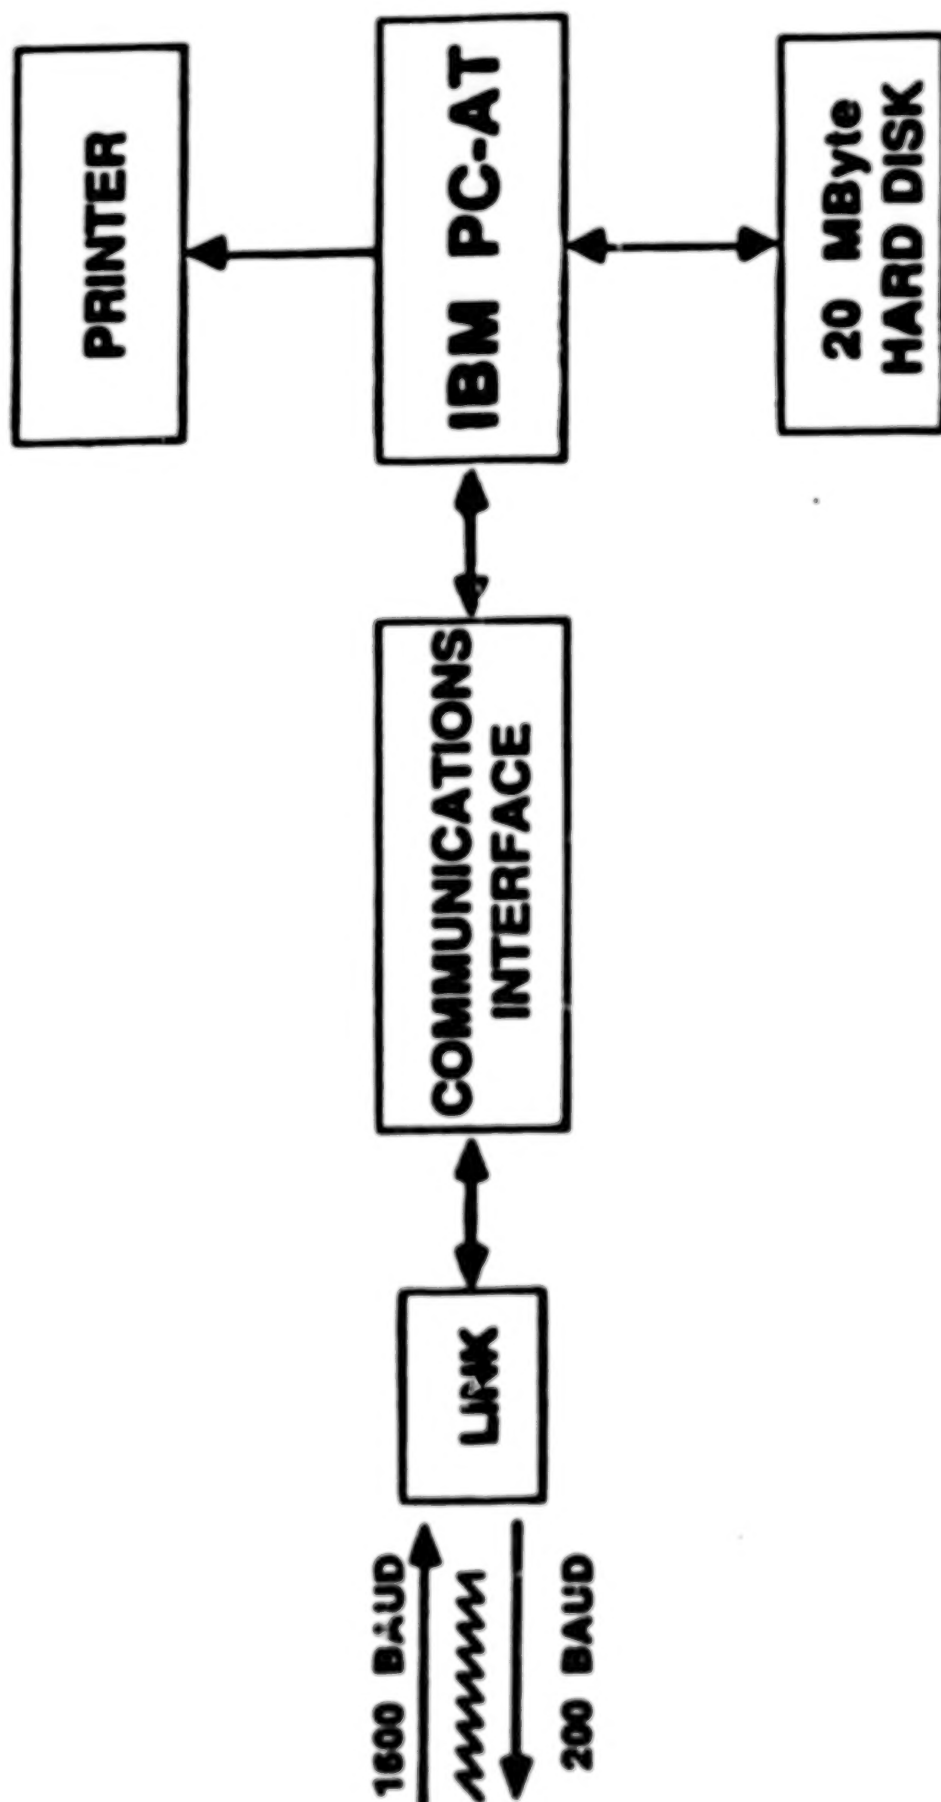 PRINTER
IBM PC-AT
20 MByte
HARD DISK
COMMUNICATIONS
INTERFACE
LINK
1600 BAUD
200 BAUD